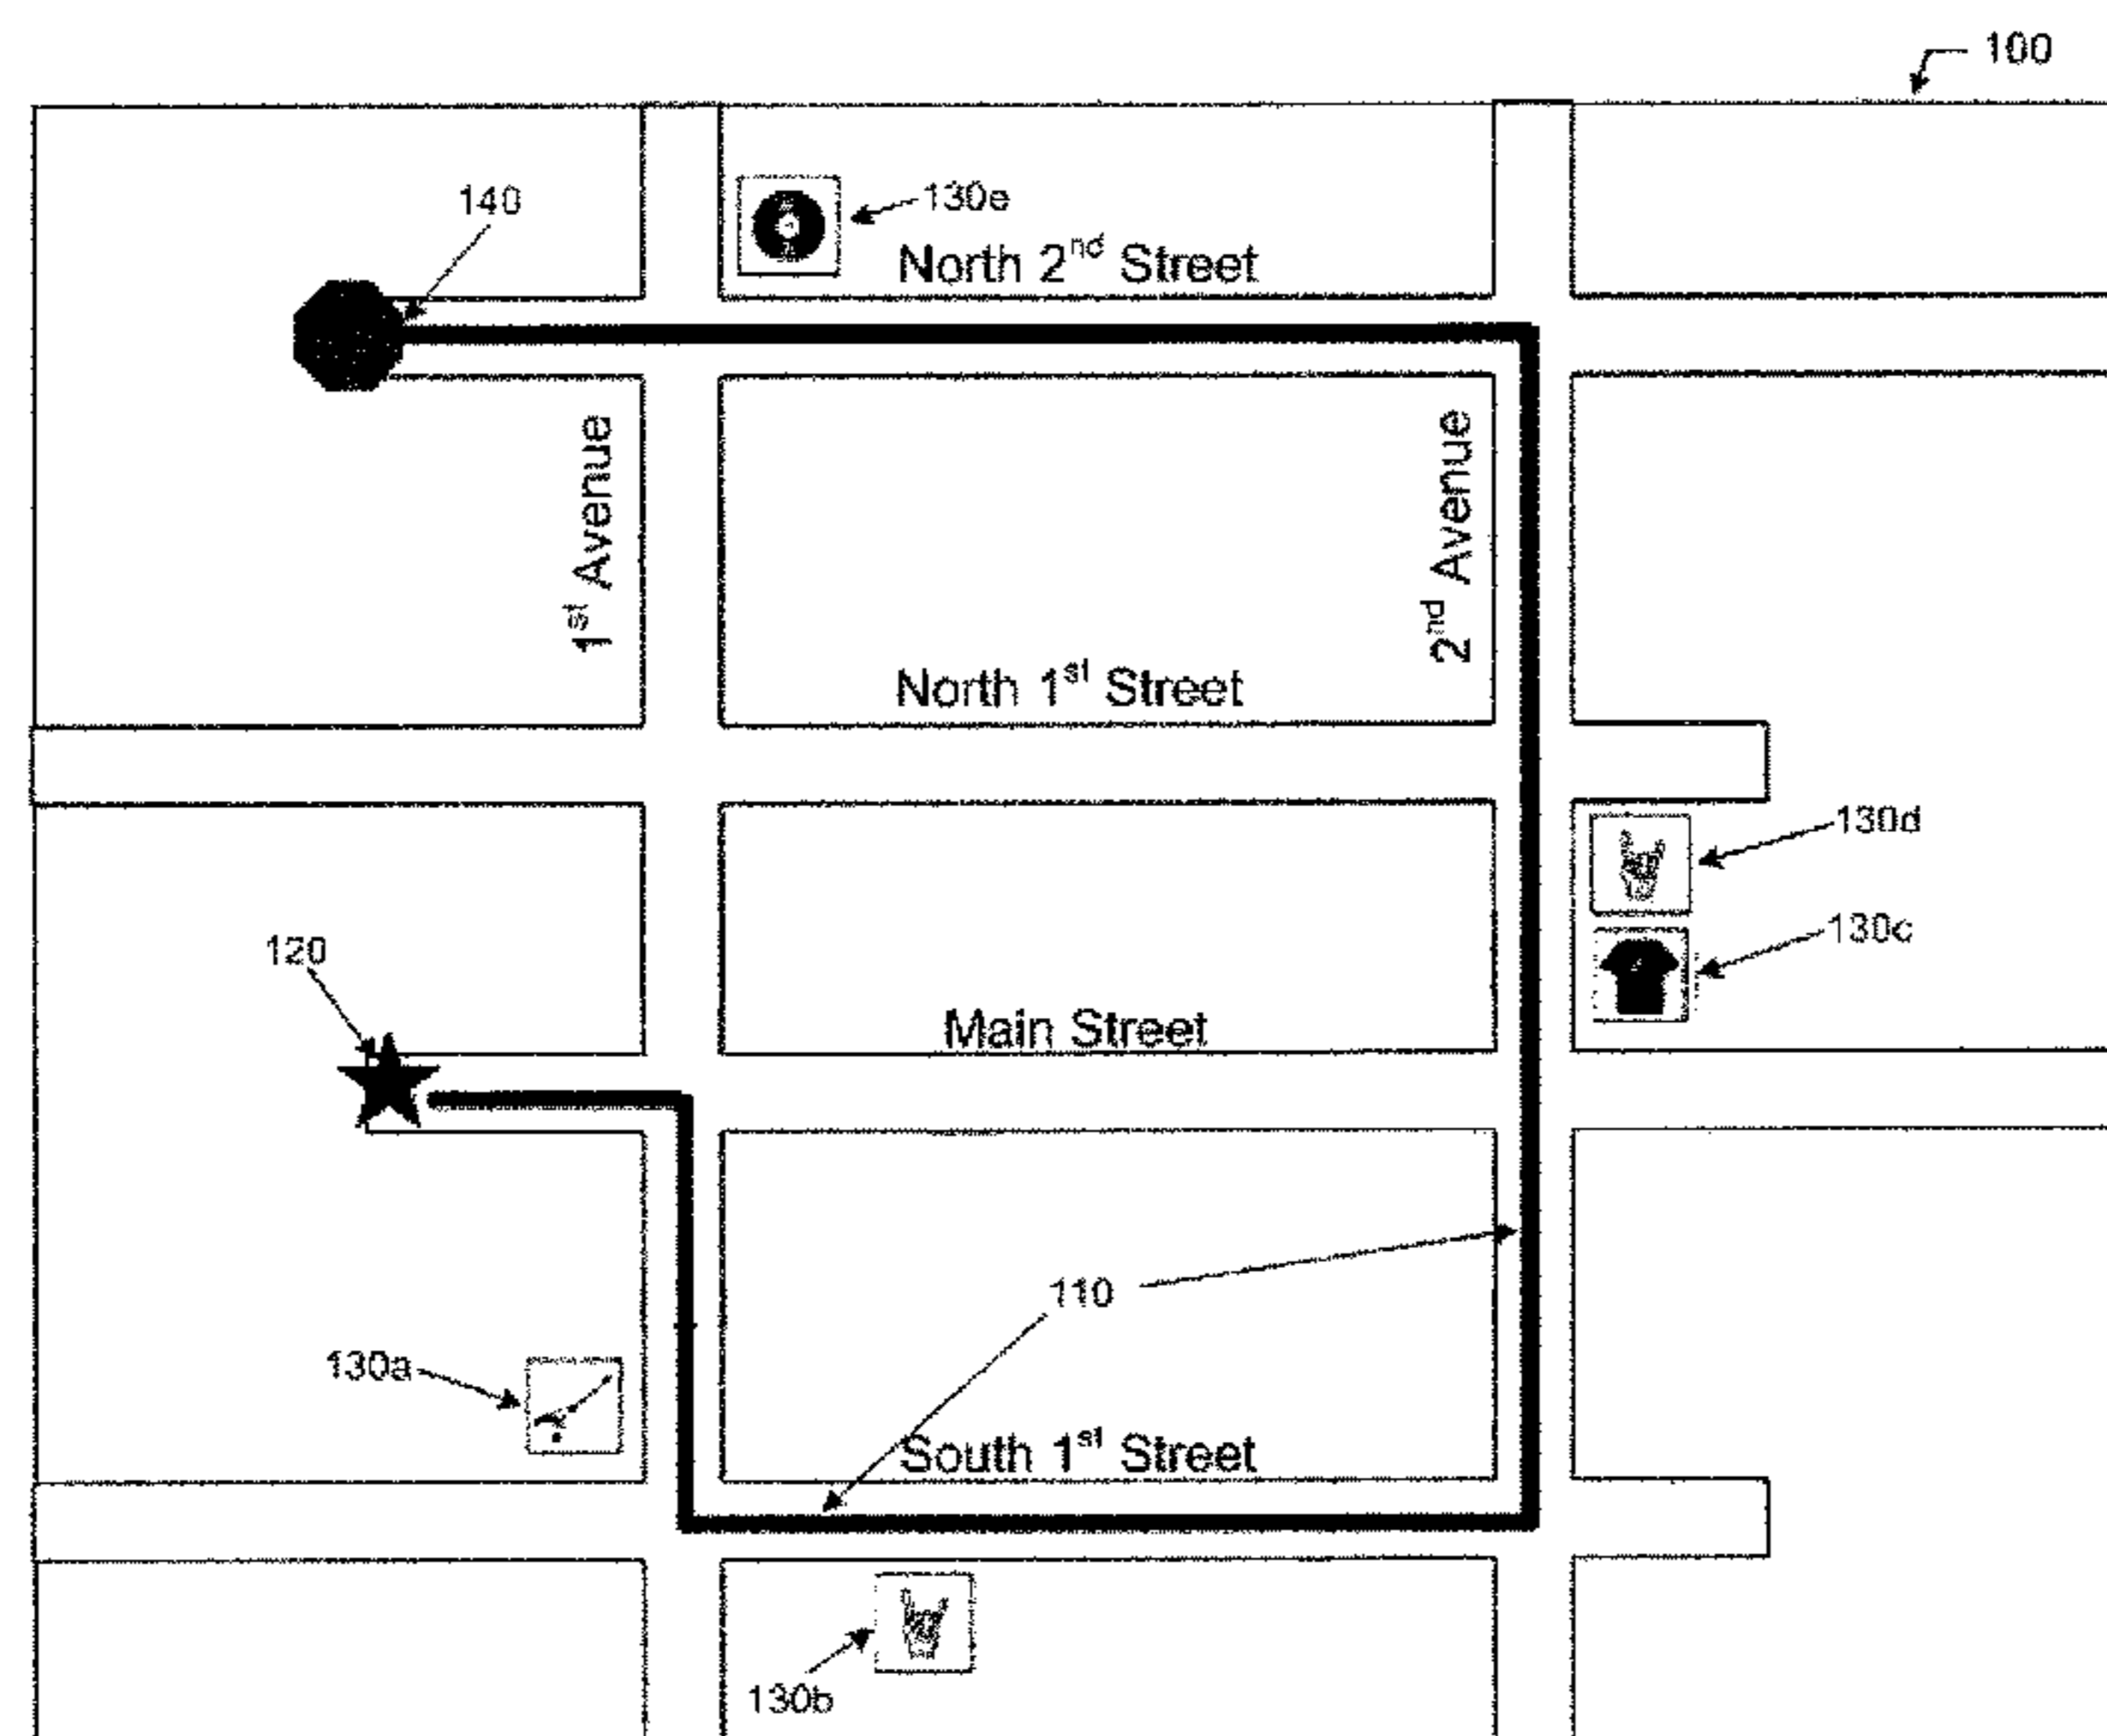 100
140
130e
North 2nd Street
1st Avenue
2nd Avenue
North 1st Street
130d
130c
120
Main Street
110
130a
South 1st Street
130b